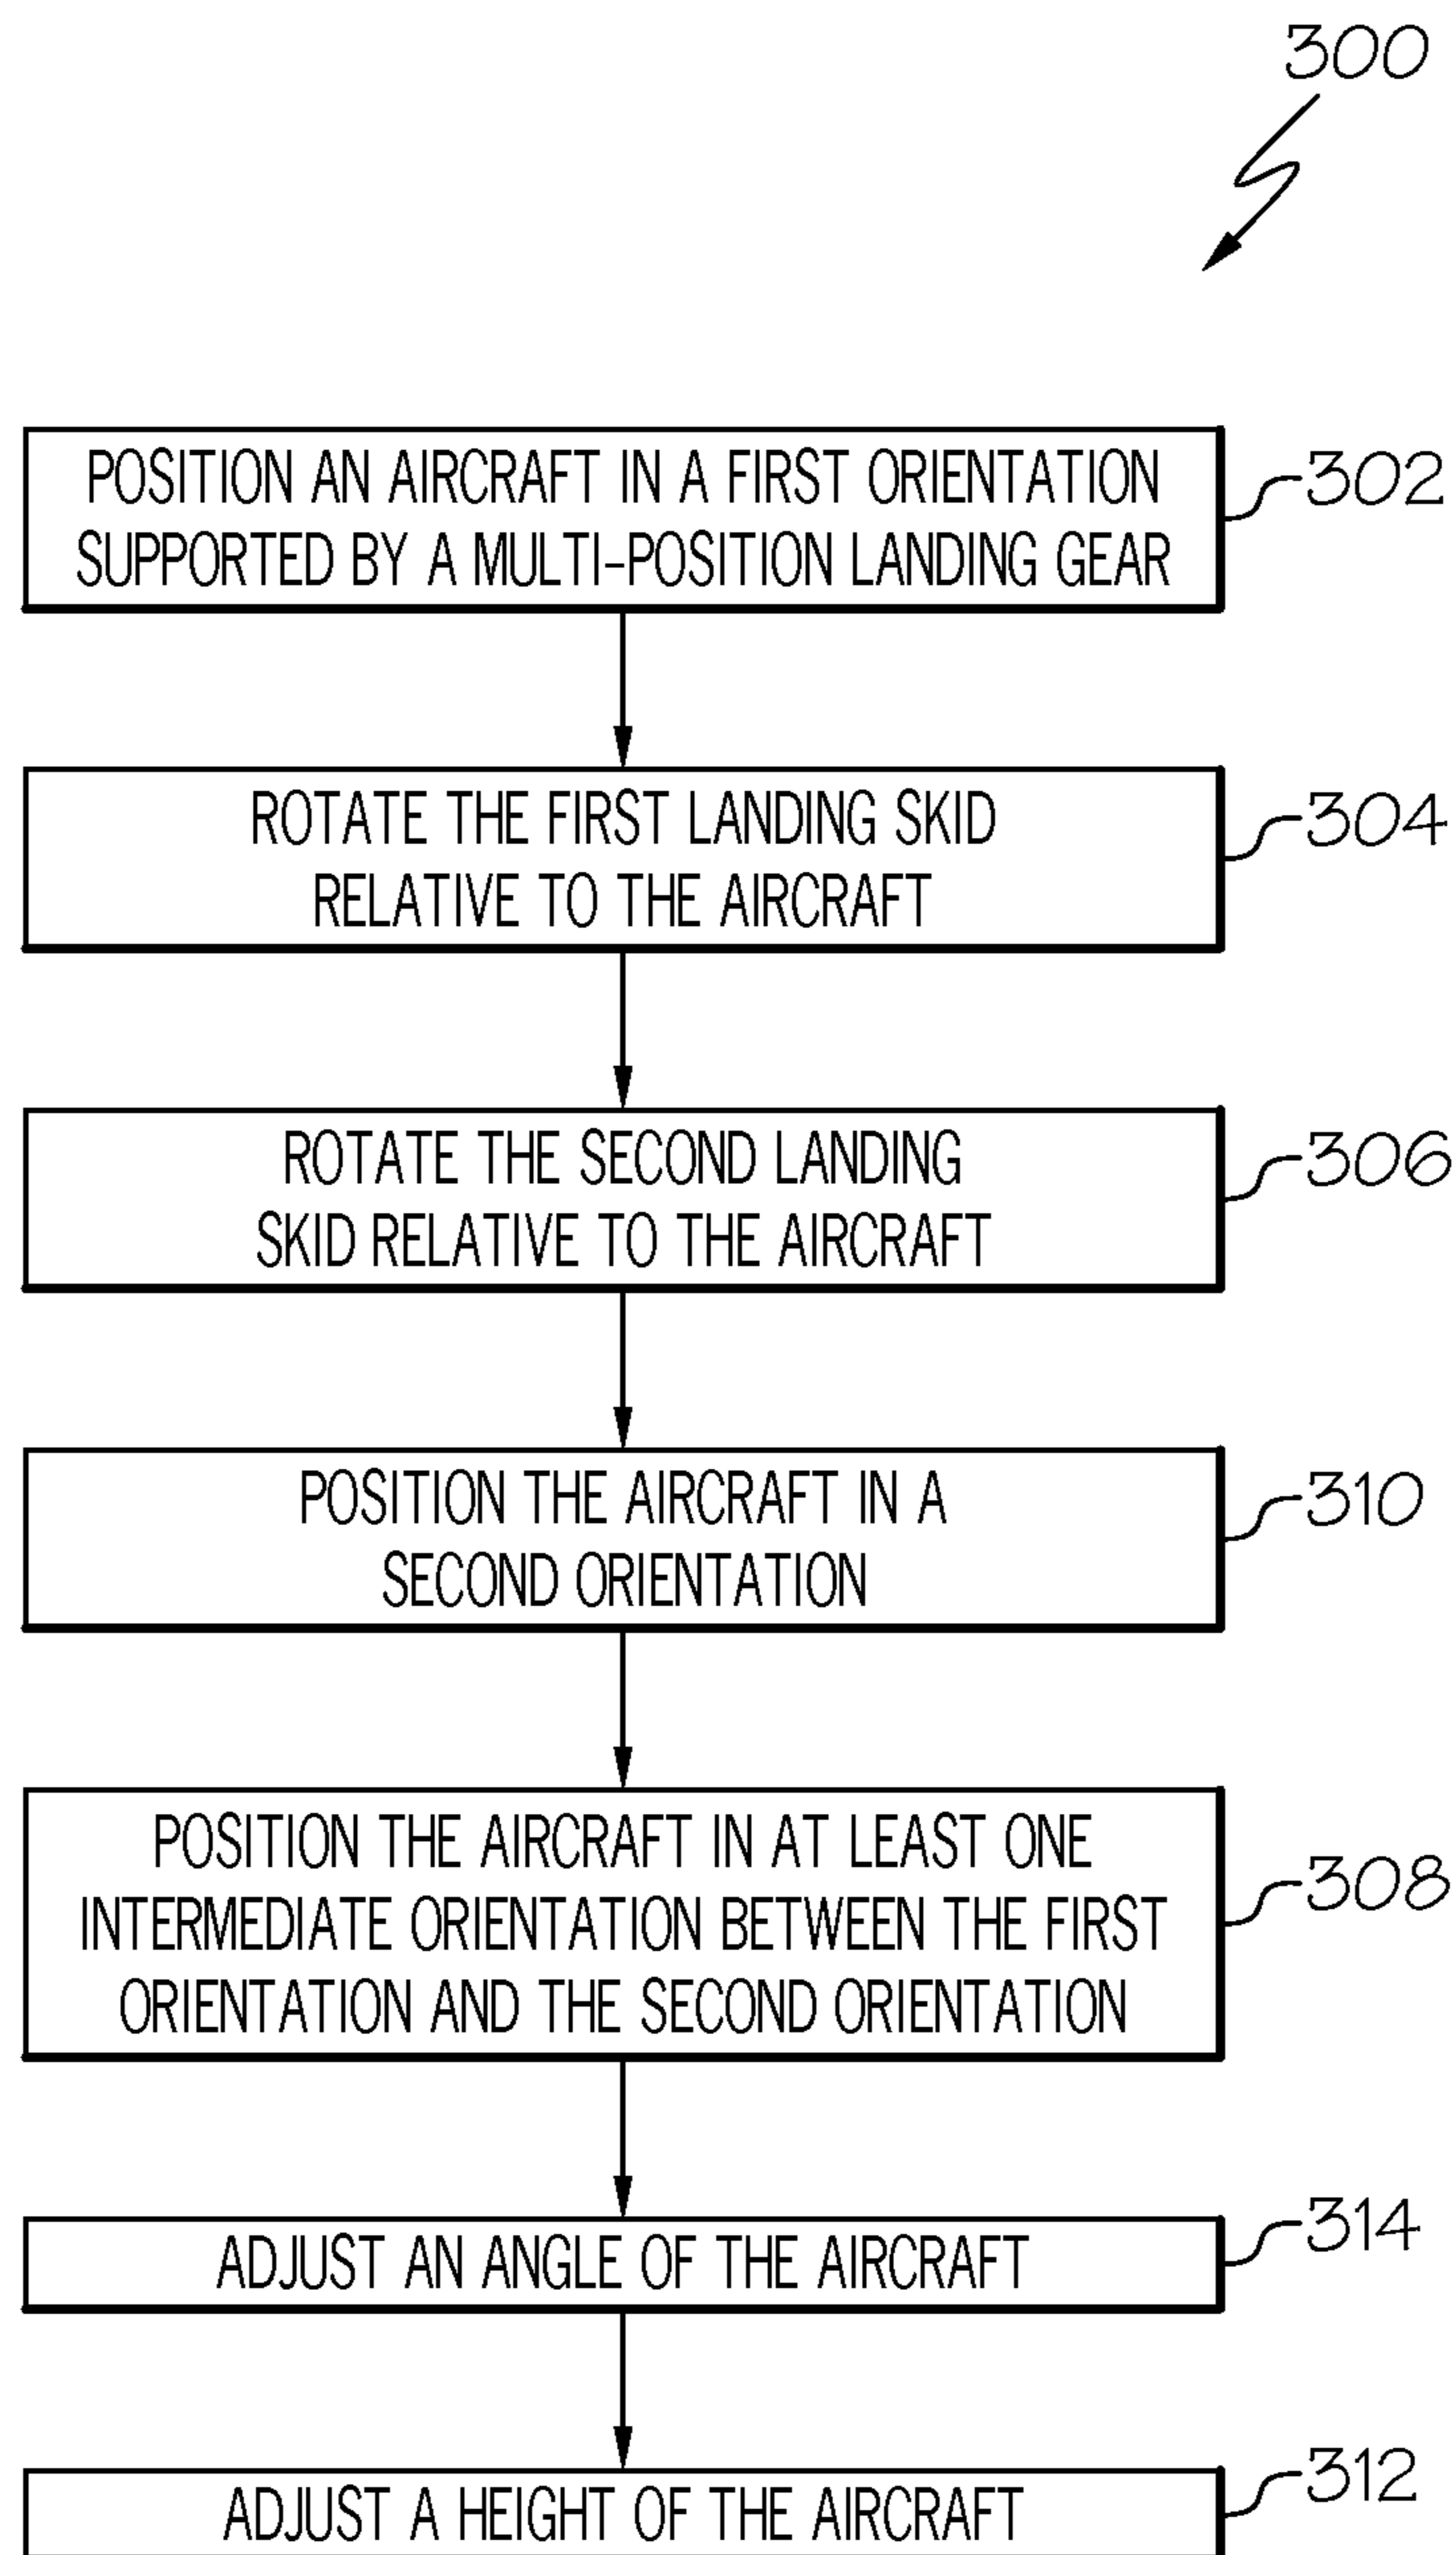 300
POSITION AN AIRCRAFT IN A FIRST ORIENTATION
SUPPORTED BY A MULTI-POSITION LANDING GEAR
302
ROTATE THE FIRST LANDING SKID
RELATIVE TO THE AIRCRAFT
304
ROTATE THE SECOND LANDING
SKID RELATIVE TO THE AIRCRAFT
306
POSITION THE AIRCRAFT IN A
SECOND ORIENTATION
310
POSITION THE AIRCRAFT IN AT LEAST ONE
INTERMEDIATE ORIENTATION BETWEEN THE FIRST
ORIENTATION AND THE SECOND ORIENTATION
308
ADJUST AN ANGLE OF THE AIRCRAFT
314
ADJUST A HEIGHT OF THE AIRCRAFT
312